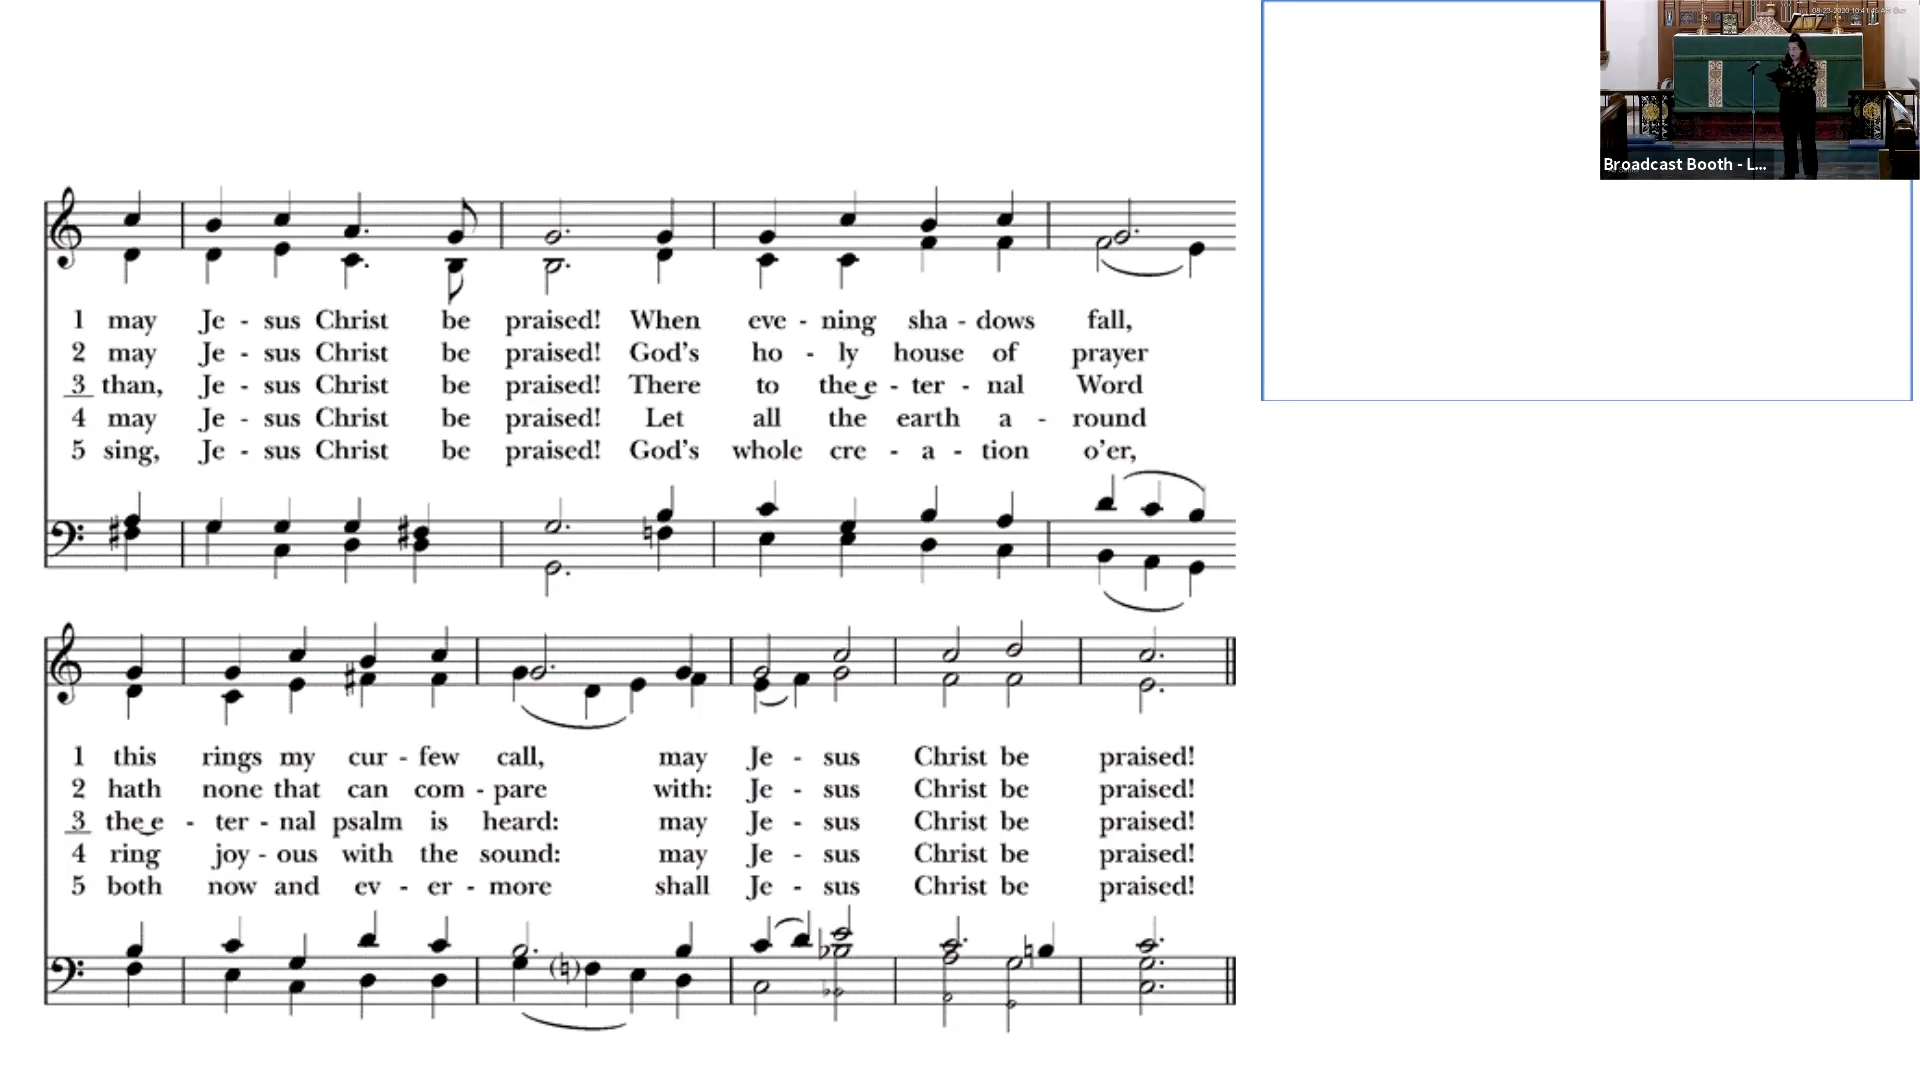 1 may Je - sus Christ be praised! When eve - ning sha - dows fall,
2 may Je - sus Christ be praised! God's ho - ly house of prayer
3 than, Je - sus Christ be praised! There to the e - ter - nal Word
4 may Je - sus Christ be praised! Let all the earth a - round
5 sing, Je - sus Christ be praised! God's whole cre - a - tion o'er,
1 this rings my cur - few call, may Je - sus Christ be praised!
2 hath none that can com - pare with: Je - sus Christ be praised!
3 the e - ter - nal psalm is heard: may Je - sus Christ be praised!
4 ring joy - ous with the sound: may Je - sus Christ be praised!
5 both now and ev - er - more shall Je - sus Christ be praised!
Broadcast Booth - L...